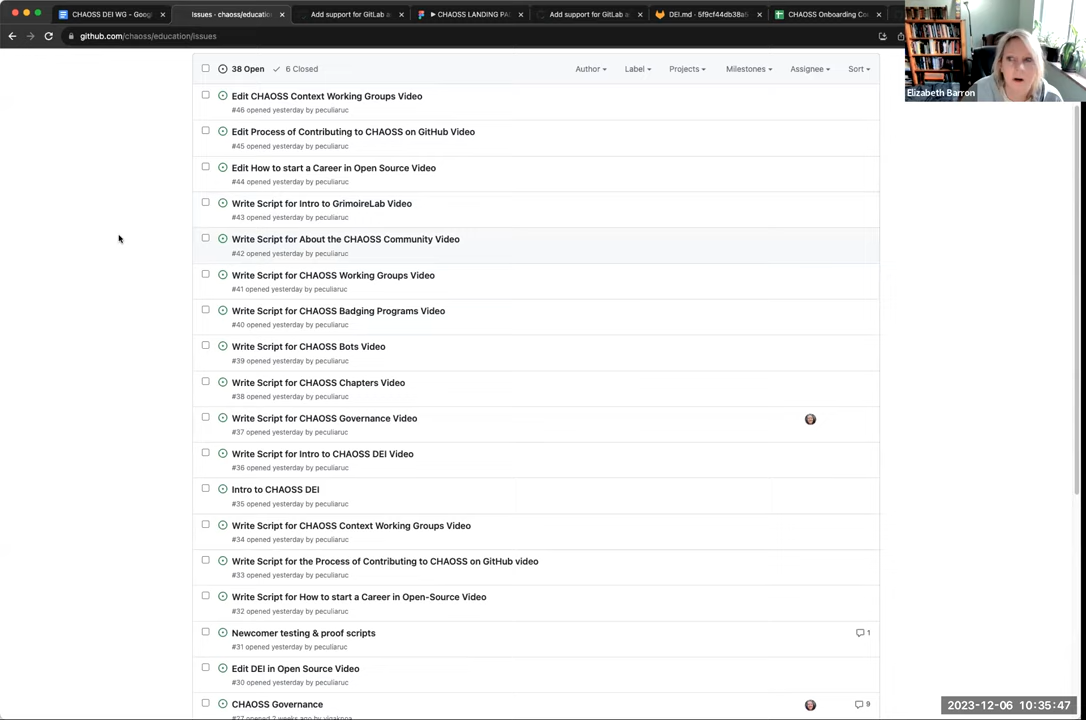 CHAOSS DEI WG - Goog
Issues · chaoss/educatio
Add support for GitLab a
CHAOSS LANDING PA
Add support for GitLab a
DEI.md · 5f9cf44db38a
CHAOSS Onboarding Co
github.com/chaoss/education/issues
Elizabeth Barron
38 Open 6 Closed Author Label Projects Milestones Assignee Sort
Edit CHAOSS Context Working Groups Video
#46 opened yesterday by peculiaruc
Edit Process of Contributing to CHAOSS on GitHub Video
#45 opened yesterday by peculiaruc
Edit How to start a Career in Open Source Video
#44 opened yesterday by peculiaruc
Write Script for Intro to GrimoireLab Video
#43 opened yesterday by peculiaruc
Write Script for About the CHAOSS Community Video
#42 opened yesterday by peculiaruc
Write Script for CHAOSS Working Groups Video
#41 opened yesterday by peculiaruc
Write Script for CHAOSS Badging Programs Video
#40 opened yesterday by peculiaruc
Write Script for CHAOSS Bots Video
#39 opened yesterday by peculiaruc
Write Script for CHAOSS Chapters Video
#38 opened yesterday by peculiaruc
Write Script for CHAOSS Governance Video
#37 opened yesterday by peculiaruc
Write Script for Intro to CHAOSS DEI Video
#36 opened yesterday by peculiaruc
Intro to CHAOSS DEI
#35 opened yesterday by peculiaruc
Write Script for CHAOSS Context Working Groups Video
#34 opened yesterday by peculiaruc
Write Script for the Process of Contributing to CHAOSS on GitHub video
#33 opened yesterday by peculiaruc
Write Script for How to start a Career in Open-Source Video
#32 opened yesterday by peculiaruc
Newcomer testing & proof scripts 1
#31 opened yesterday by peculiaruc
Edit DEI in Open Source Video
#30 opened yesterday by peculiaruc
CHAOSS Governance 9
#27 opened 2 weeks ago by
2023-12-06 10:35:47